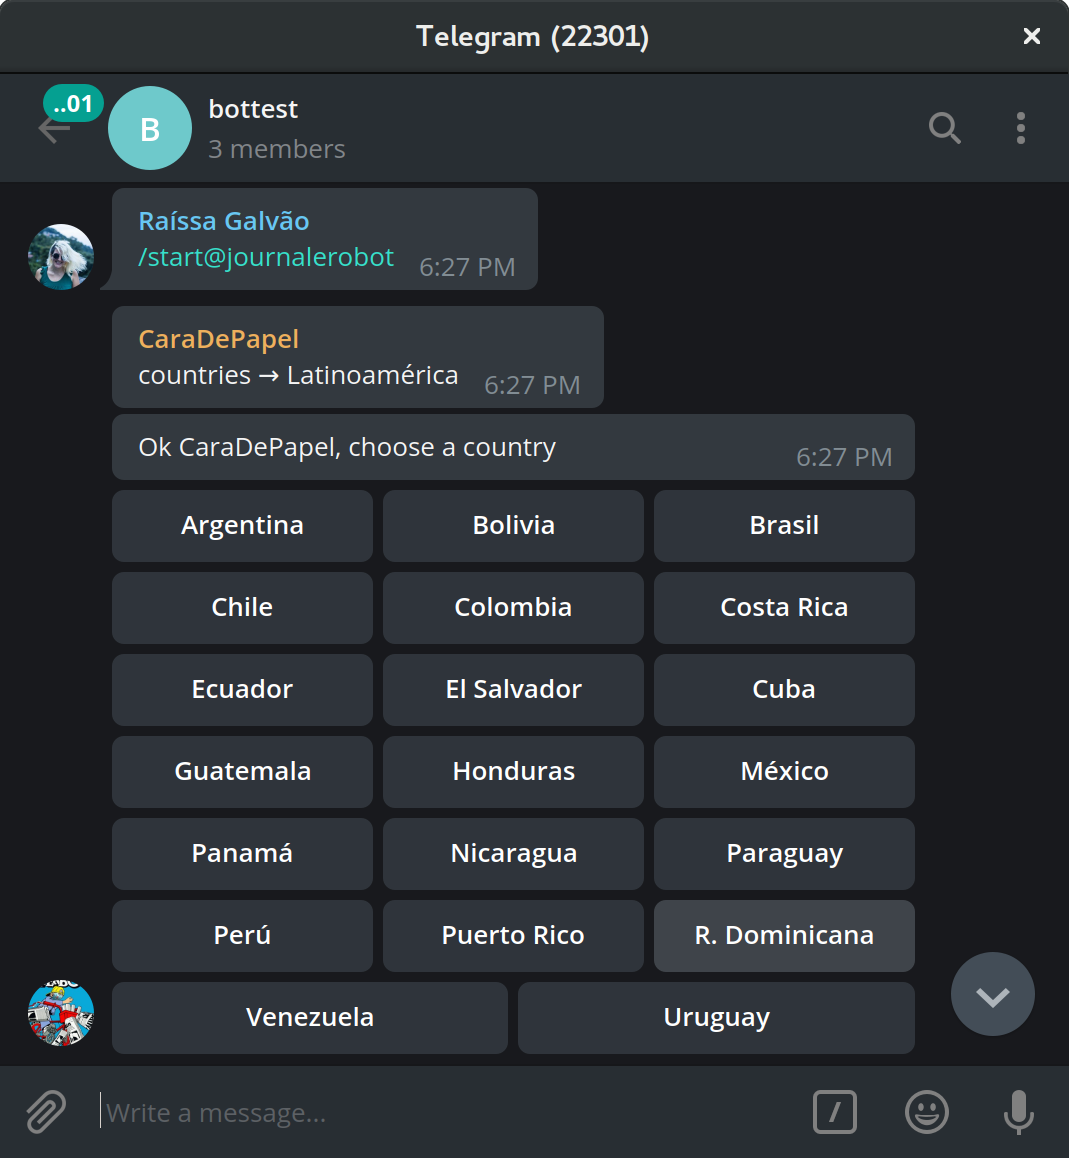 Telegram (22301)
..01
B
bottest
3 members
Raíssa Galvão
/start@journalerobot 6:27 PM
CaraDePapel
countries → Latinoamérica 6:27 PM
Ok CaraDePapel, choose a country 6:27 PM
Argentina Bolivia Brasil
Chile Colombia Costa Rica
Ecuador El Salvador Cuba
Guatemala Honduras México
Panamá Nicaragua Paraguay
Perú Puerto Rico R. Dominicana
Venezuela Uruguay
Write a message...